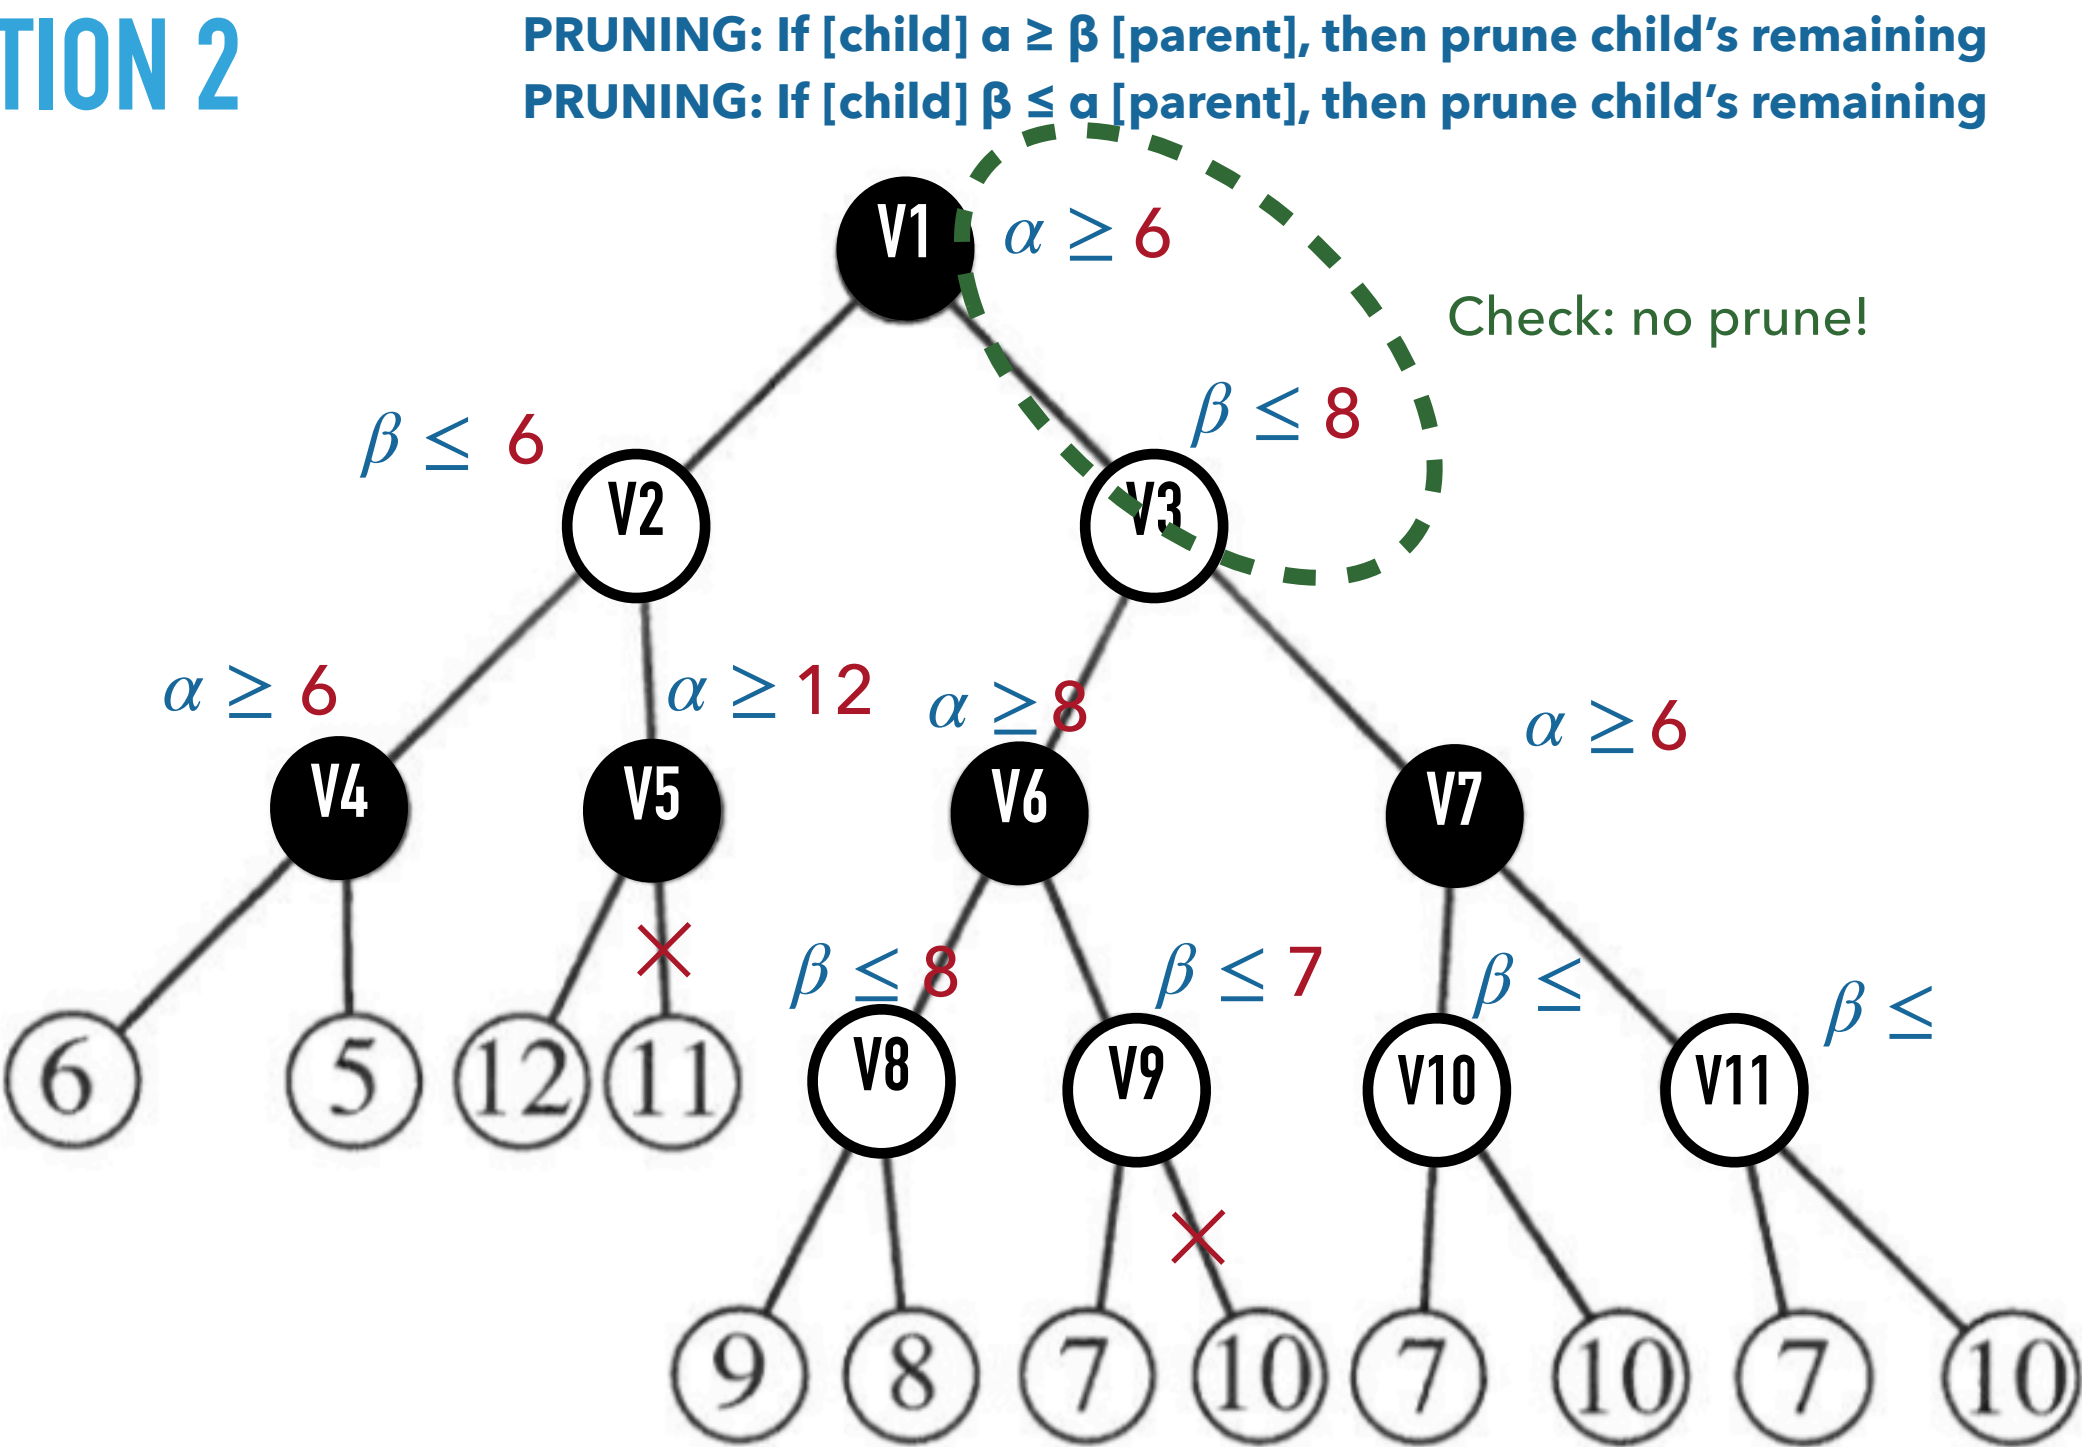 TION 2
PRUNING: If [child] α ≥ β [parent], then prune child’s remaining
PRUNING: If [child] β ≤ α [parent], then prune child’s remaining
V1
α ≥ 6
Check: no prune!
β ≤ 6
β ≤ 8
V2
V3
α ≥ 6
α ≥ 12
α ≥ 8
α ≥ 6
V4
V5
V6
V7
β ≤ 8
β ≤ 7
β ≤
β ≤
6
5
12
11
V8
V9
V10
V11
9
8
7
10
7
10
7
10